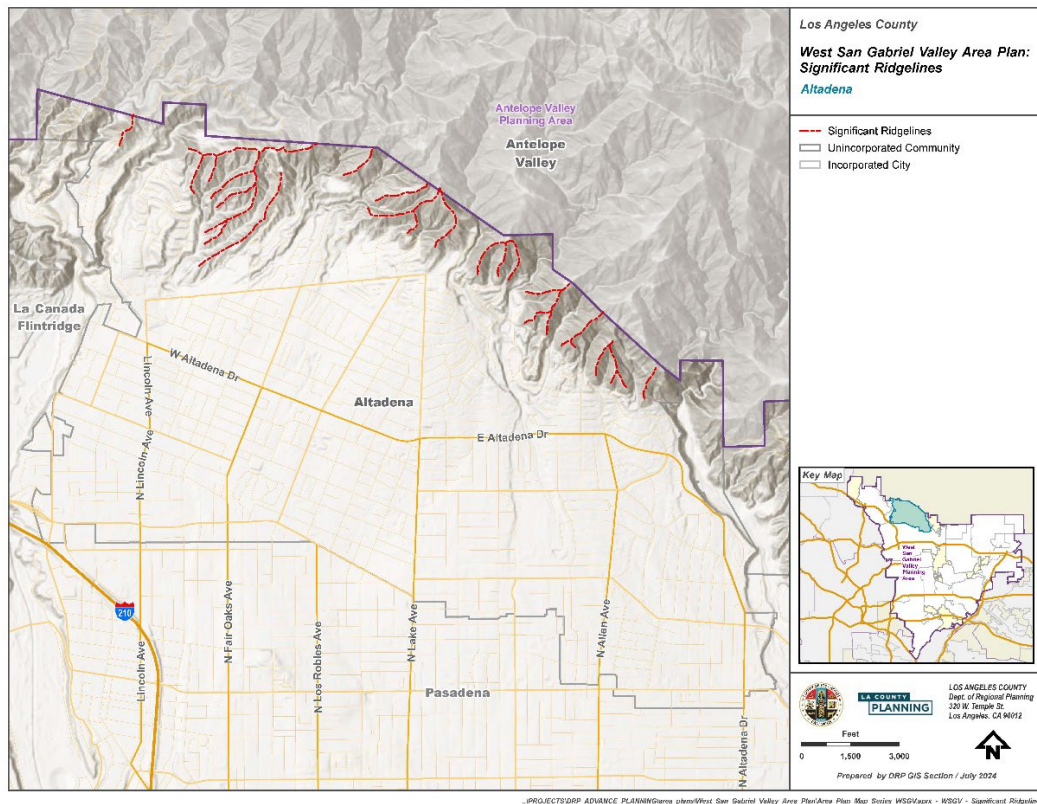 Los Angeles County
West San Gabriel Valley Area Plan:
Significant Ridgelines
Altadena
Significant Ridgelines
Unincorporated Community
Incorporated City
Antelope Valley
Planning Area
Antelope
Valley
La Canada
Flintridge
W Altadena Dr
Lincoln Ave
Altadena
E Altadena Dr
N Lincoln Ave
210
Lincoln Ave
N Fair Oaks Ave
N Los Robles Ave
N Lake Ave
N Allen Ave
Pasadena
N Altadena Dr
Key Map
West
San
Gabriel
Valley
Planning
Area
LA COUNTY
PLANNING
LOS ANGELES COUNTY
Dept. of Regional Planning
320 W. Temple St.
Los Angeles, CA 90012
Feet
0 1,500 3,000
N
Prepared by DRP GIS Section / July 2024